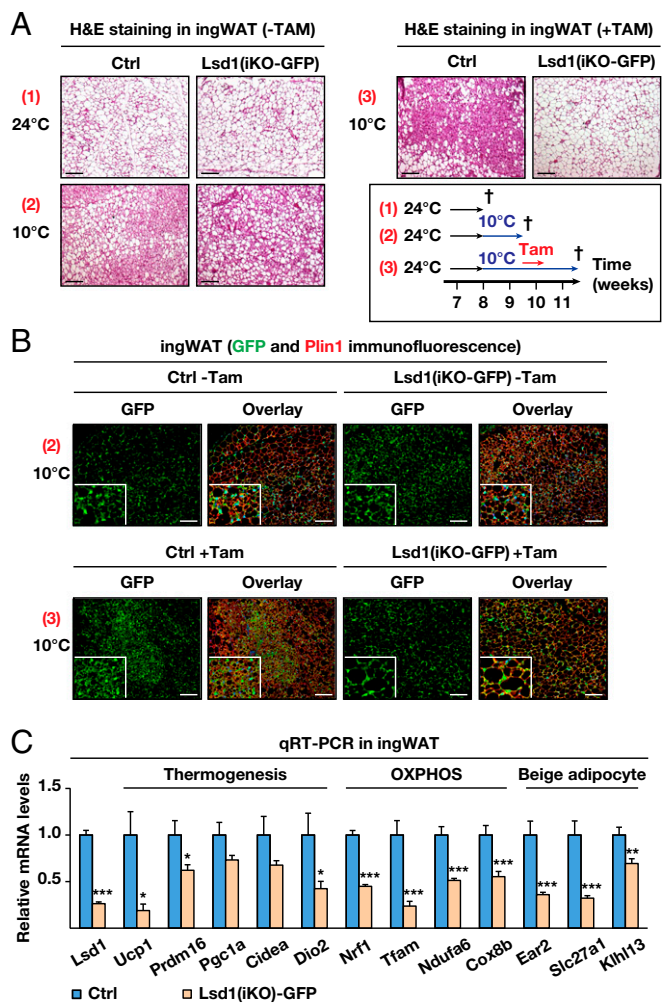 A
H&E staining in ingWAT (-TAM)
Ctrl Lsd1(iKO-GFP)
(1)
24°C
(2)
10°C
H&E staining in ingWAT (+TAM)
Ctrl Lsd1(iKO-GFP)
(3)
10°C
(1) 24°C †
(2) 24°C 10°C †
(3) 24°C 10°C Tam †
Time
(weeks)
7 8 9 10 11
B
ingWAT (GFP and Plin1 immunofluorescence)
Ctrl -Tam Lsd1(iKO-GFP) -Tam
GFP Overlay GFP Overlay
(2)
10°C
Ctrl +Tam Lsd1(iKO-GFP) +Tam
GFP Overlay GFP Overlay
(3)
10°C
C
qRT-PCR in ingWAT
Thermogenesis OXPHOS Beige adipocyte
Relative mRNA levels
1.5
1.0
0.5
*** * * * *** *** *** *** *** *** **
Lsd1 Ucp1 Prdm16 Pgc1a Cidea Dio2 Nrf1 Tfam Ndufa6 Cox8b Ear2 Slc27a1 Klhl13
Ctrl Lsd1(iKO)-GFP